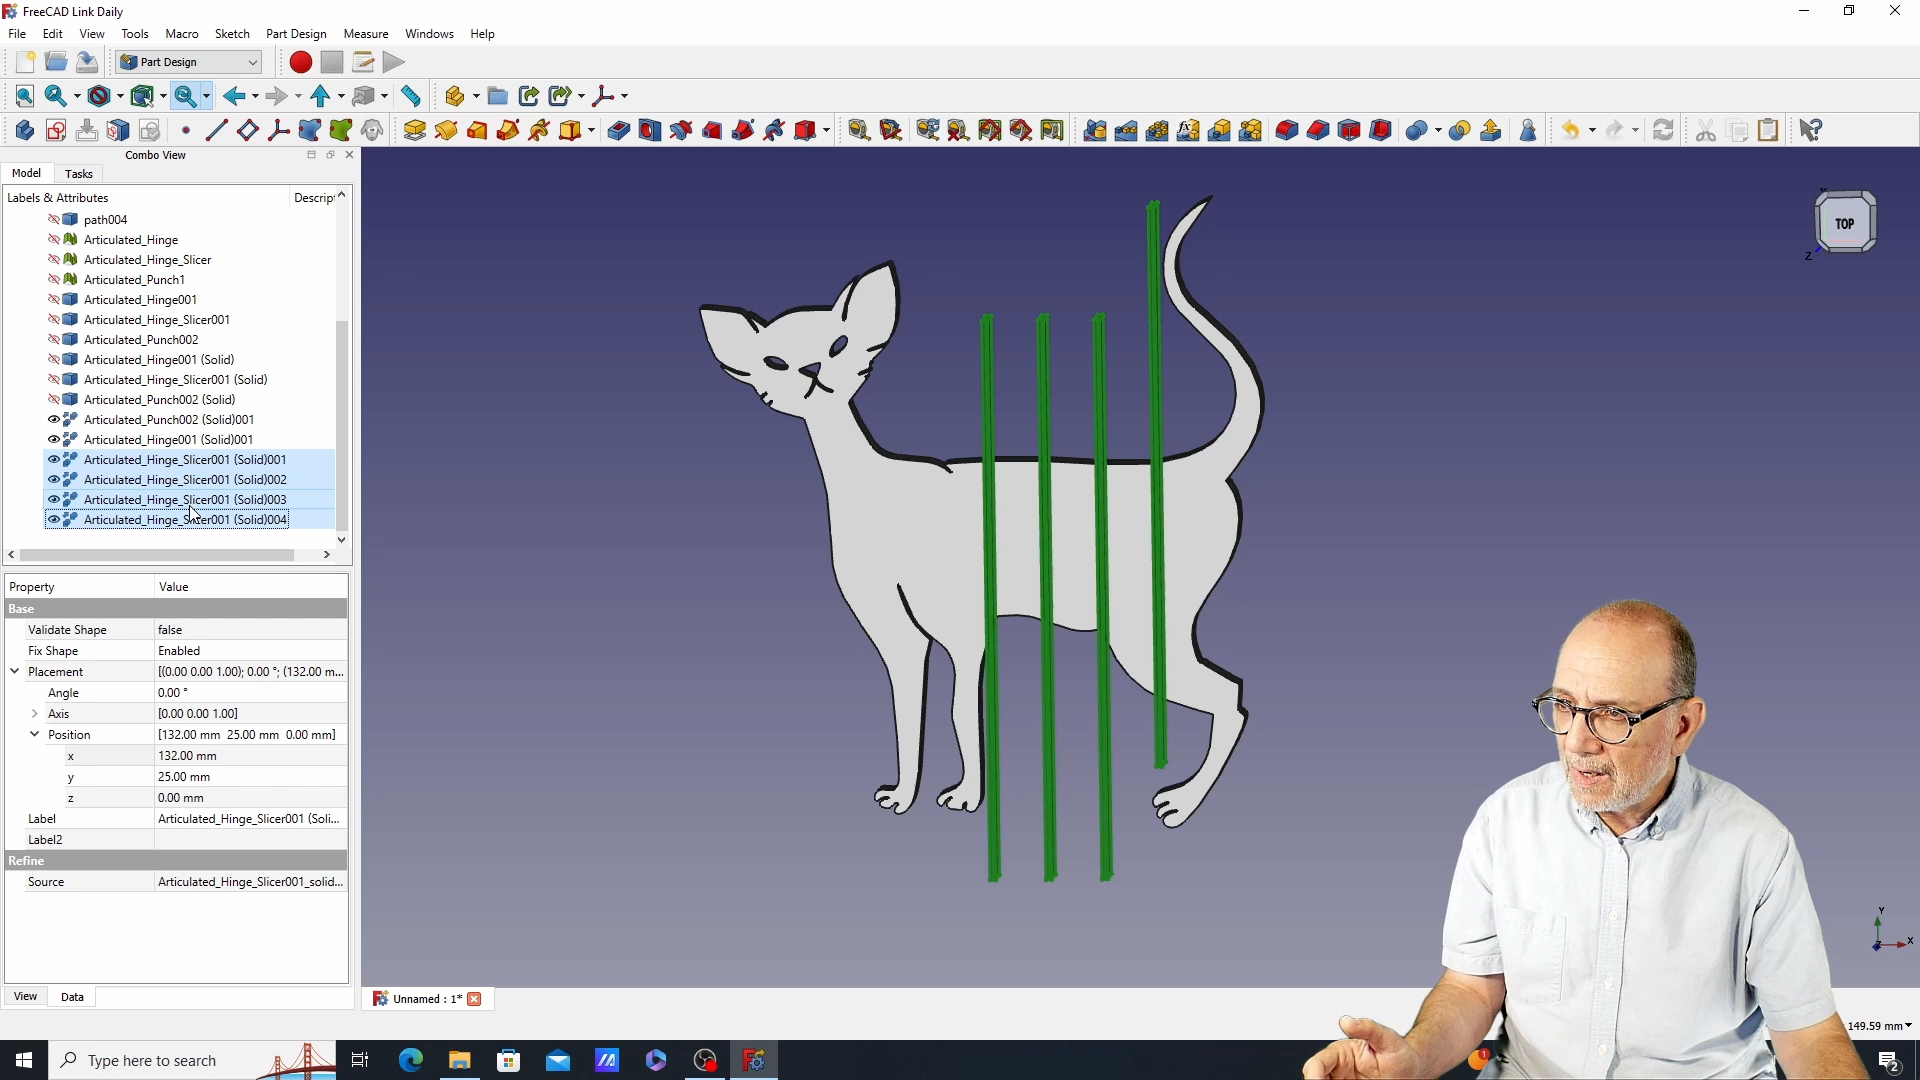 FreeCAD Link Daily
File Edit View Tools Macro Sketch Part Design Measure Windows Help
Part Design
Combo View
Model Tasks
Labels & Attributes Descript
path004
Articulated_Hinge
Articulated_Hinge_Slicer
Articulated_Punch1
Articulated_Hinge001
Articulated_Hinge_Slicer001
Articulated_Punch002
Articulated_Hinge001 (Solid)
Articulated_Hinge_Slicer001 (Solid)
Articulated_Punch002 (Solid)
Articulated_Punch002 (Solid)001
Articulated_Hinge001 (Solid)001
Articulated_Hinge_Slicer001 (Solid)001
Articulated_Hinge_Slicer001 (Solid)002
Articulated_Hinge_Slicer001 (Solid)003
Articulated_Hinge_Slicer001 (Solid)004
Property Value
Base
Validate Shape false
Fix Shape Enabled
Placement [(0.00 0.00 1.00); 0.00 °; (132.00 m...
Angle 0.00 °
Axis [0.00 0.00 1.00]
Position [132.00 mm 25.00 mm 0.00 mm]
x 132.00 mm
y 25.00 mm
z 0.00 mm
Label Articulated_Hinge_Slicer001 (Soli...
Label2
Refine
Source Articulated_Hinge_Slicer001_solid...
View Data
TOP
Z
Y
X
Z
Unnamed : 1*
149.59 mm
Type here to search
1
2